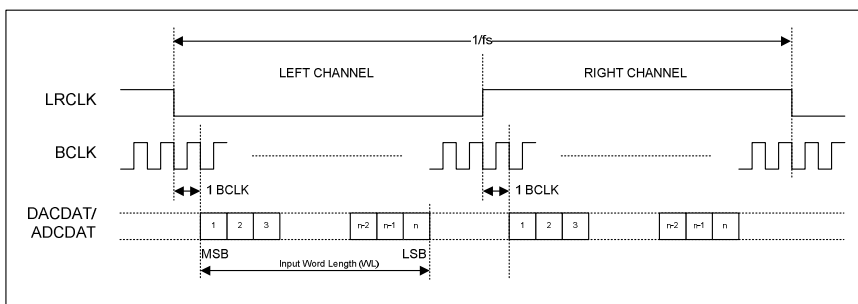 1/fs
LEFT CHANNEL
RIGHT CHANNEL
LRCLK
BCLK
1 BCLK
1 BCLK
DACDAT/
ADCDAT
1 2 3 n-2 n-1 n 1 2 3 n-2 n-1 n
MSB LSB
Input Word Length (WL)